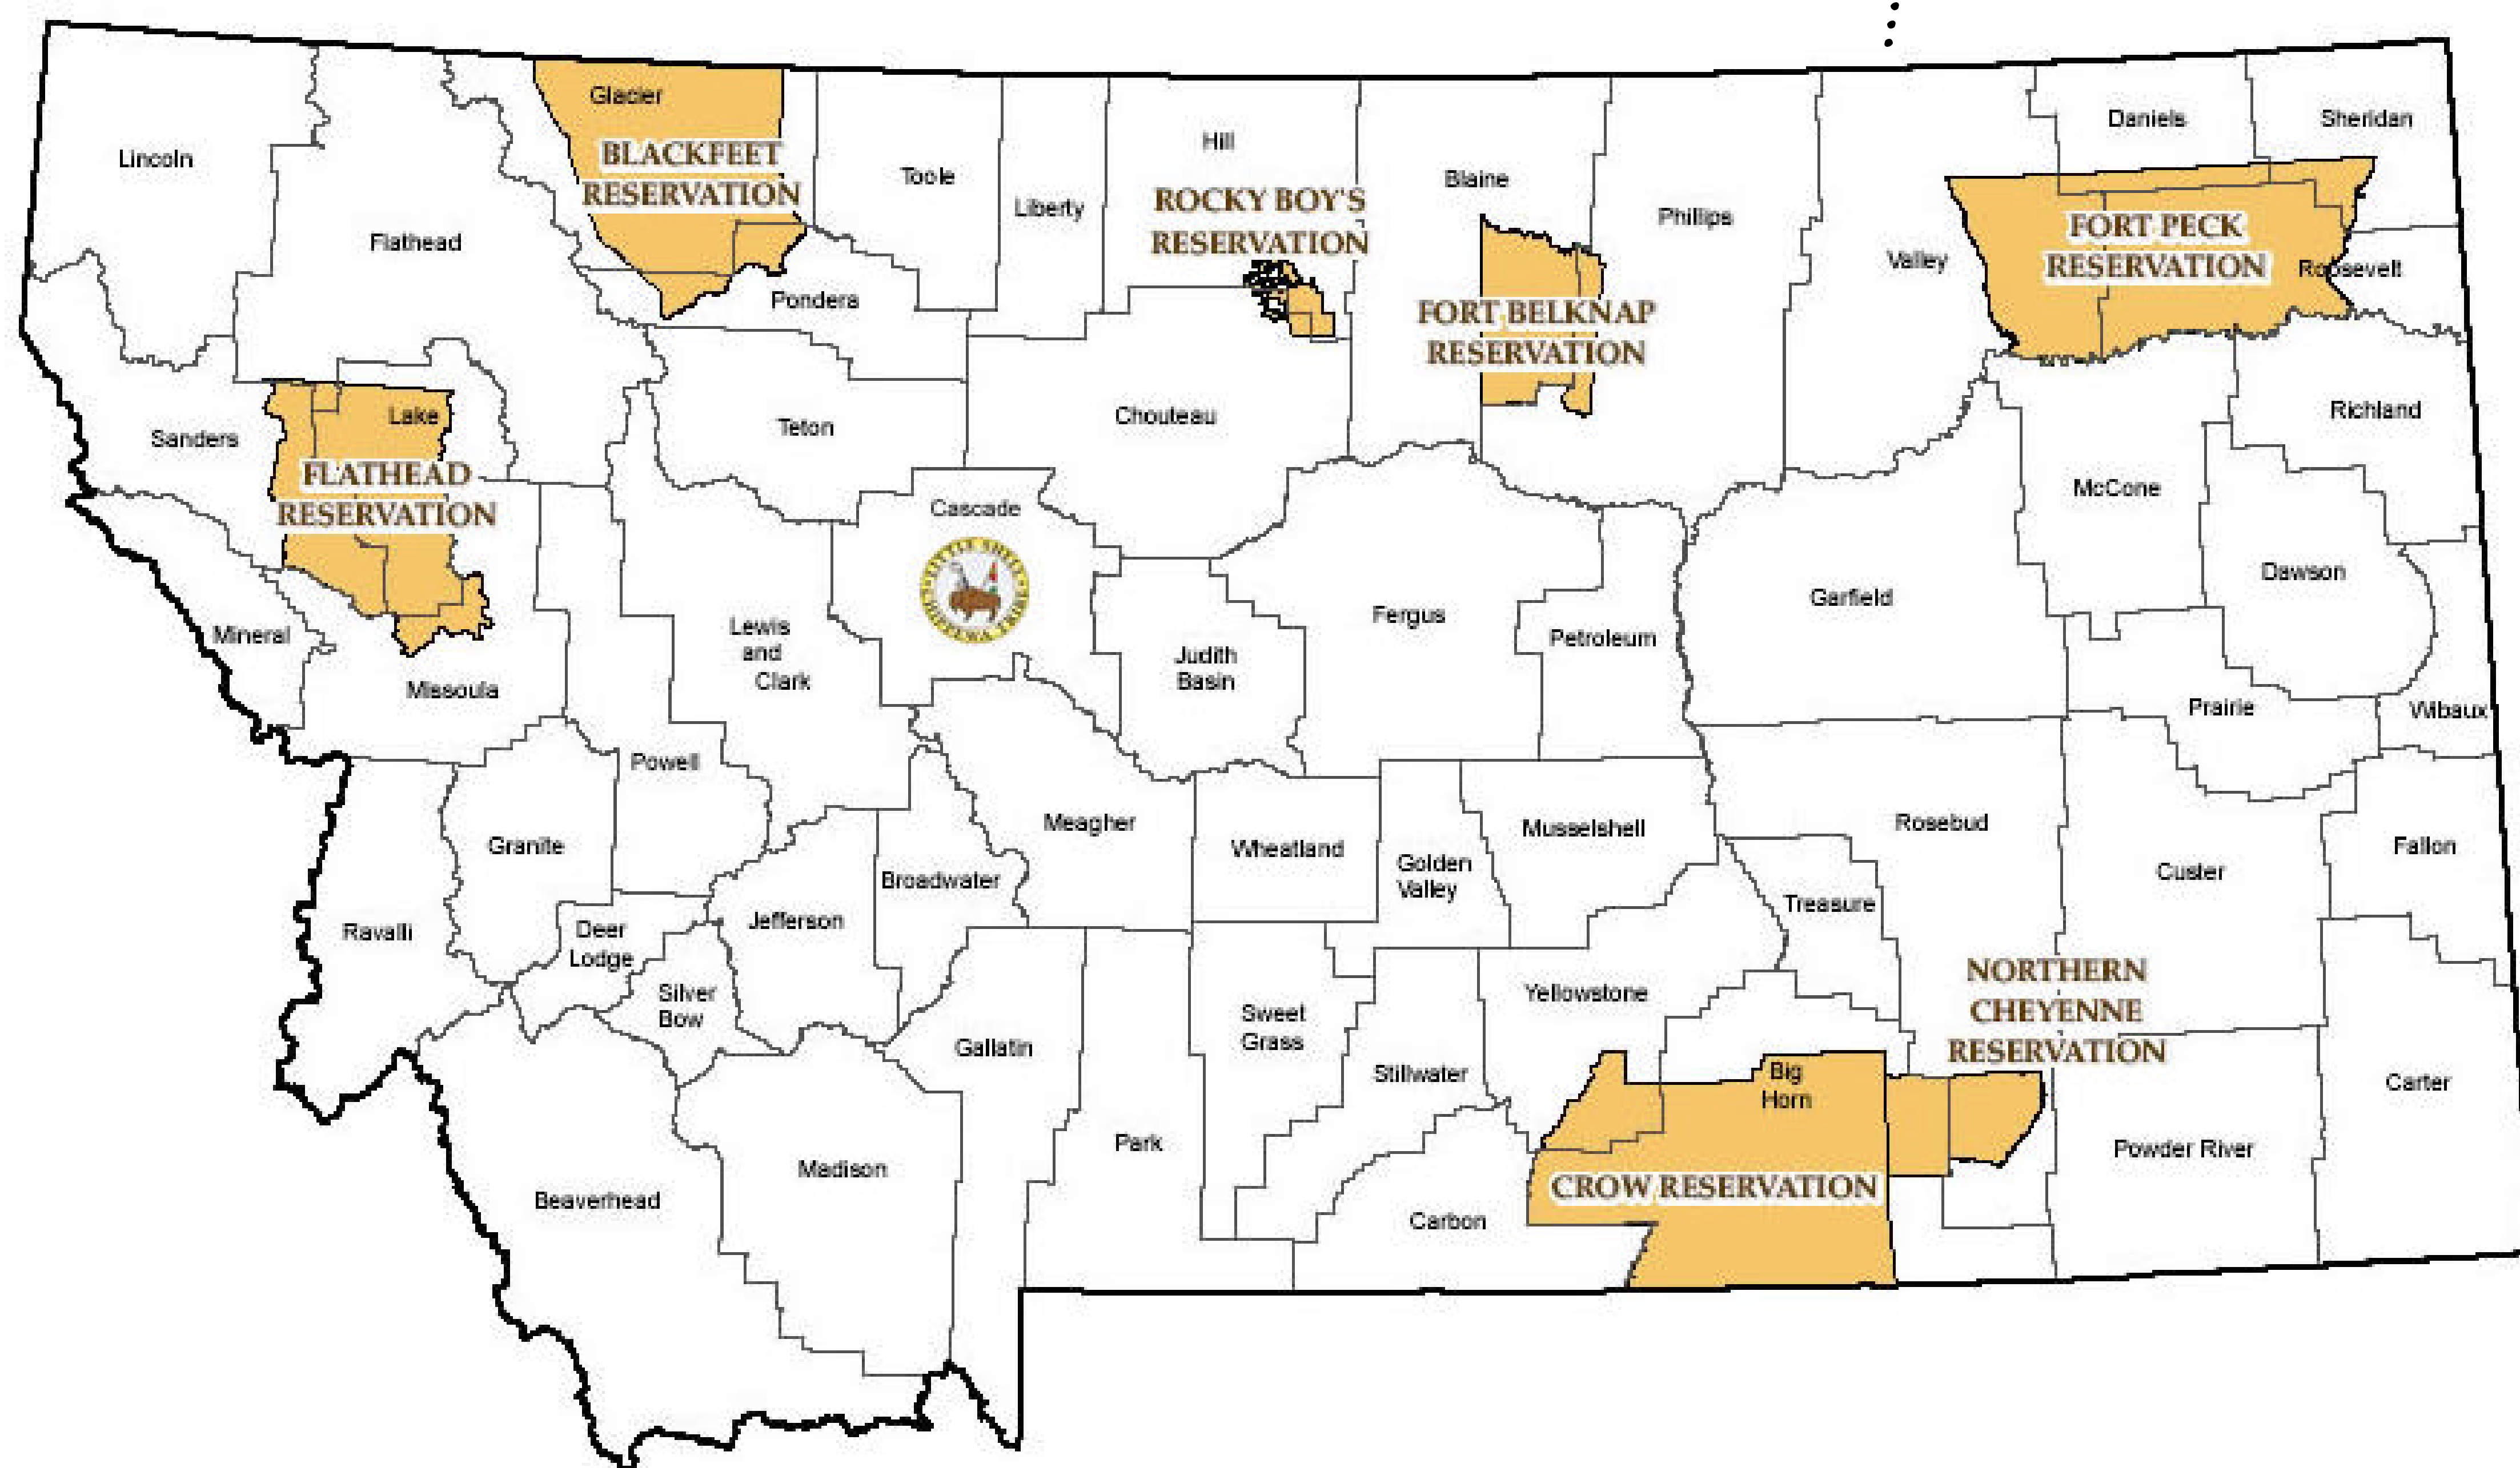 Glacier
BLACKFEET
RESERVATION
Lincoln
Flathead
Toole
Liberty
Hill
ROCKY BOY'S
RESERVATION
Blaine
Phillips
Daniels
Sheridan
Valley
FORT PECK
RESERVATION
Roosevelt
Pondera
FORT BELKNAP
RESERVATION
Sanders
Lake
FLATHEAD
RESERVATION
Teton
Chouteau
Richland
McCone
Cascade
LITTLE SHELL
CHIPPEWA TRIBE
Dawson
Garfield
Fergus
Petroleum
Judith
Basin
Lewis
and
Clark
Mineral
Missoula
Prairie
Wibaux
Powell
Meagher
Musselshell
Rosebud
Granite
Wheatland
Golden
Valley
Fallon
Custer
Broadwater
Treasure
Jefferson
Ravalli
Deer
Lodge
Silver
Bow
Yellowstone
NORTHERN
CHEYENNE
RESERVATION
Sweet
Grass
Gallatin
Stillwater
Big
Horn
Carter
Park
Powder River
Madison
Beaverhead
CROW RESERVATION
Carbon